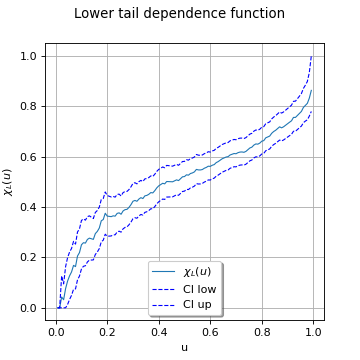 Lower tail dependence function
1.0
0.8
0.6
0.4
0.2
0.0
χL(u)
χL(u)
CI low
CI up
0.0 0.2 0.4 0.6 0.8 1.0
u